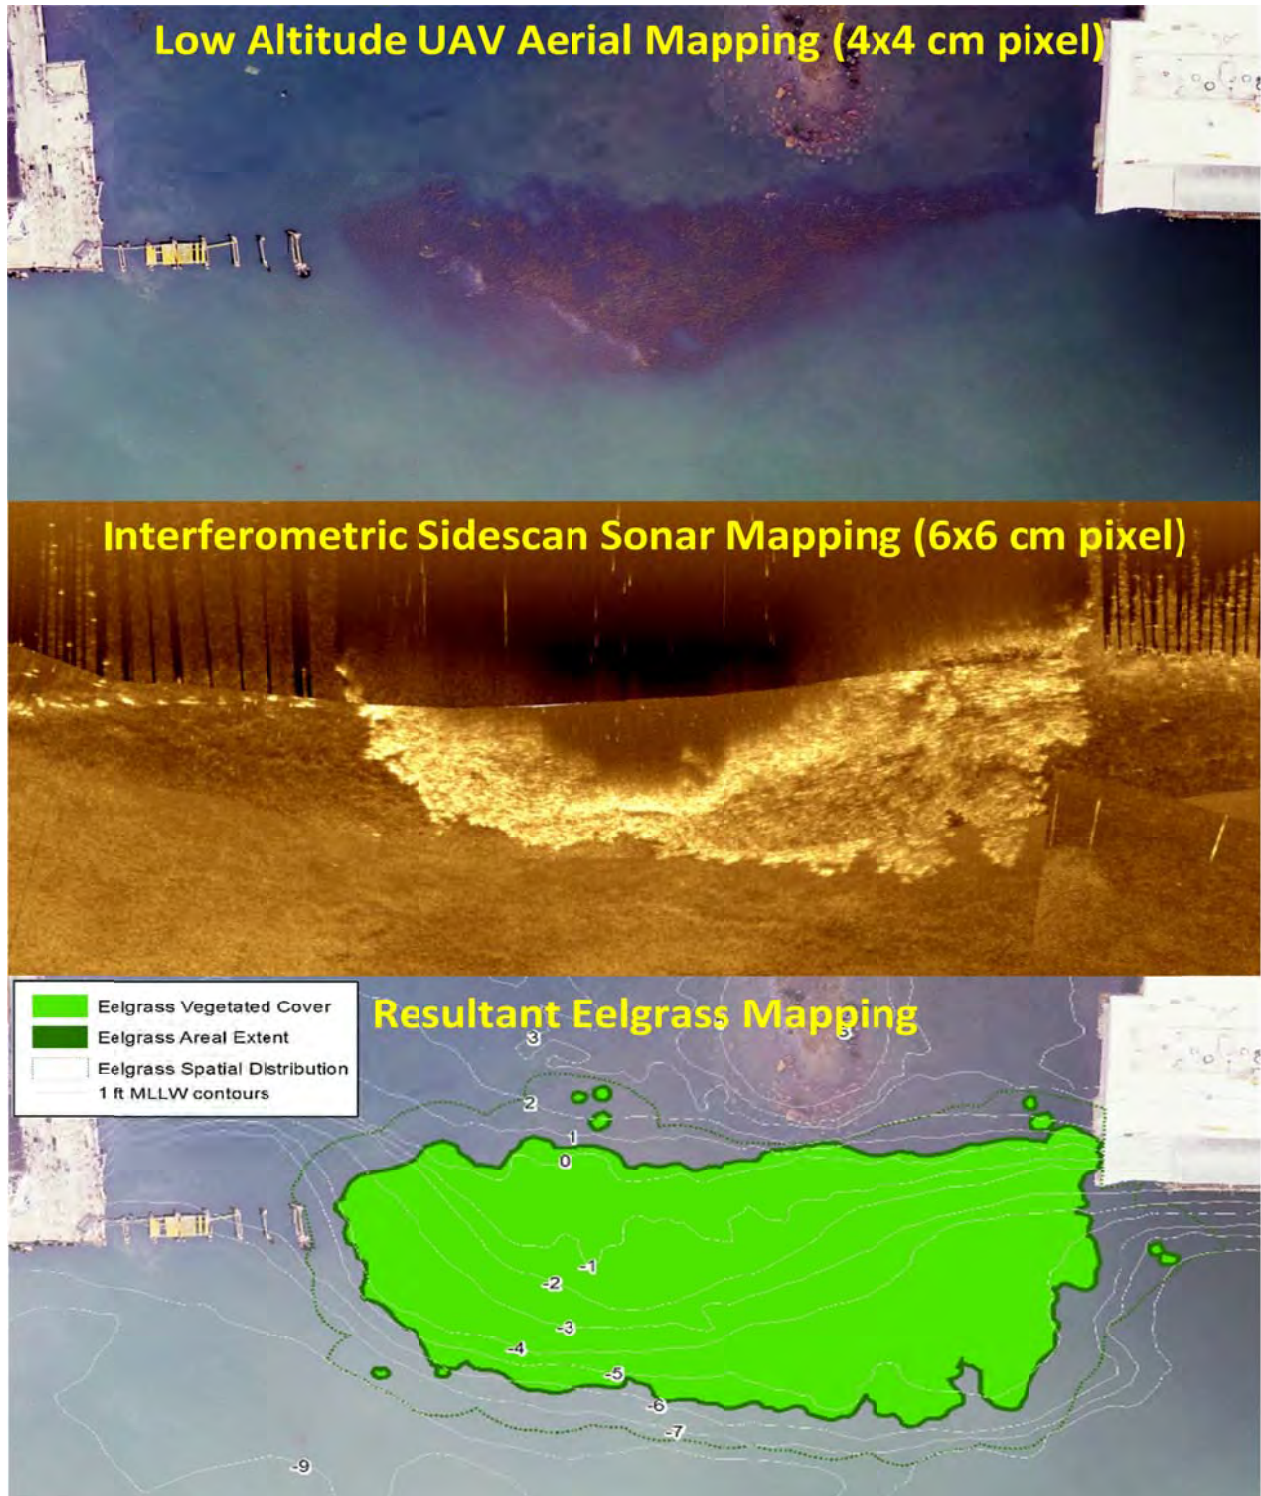 Low Altitude UAV Aerial Mapping (4x4 cm pixel)
Interferometric Sidescan Sonar Mapping (6x6 cm pixel)
Resultant Eelgrass Mapping
Eelgrass Vegetated Cover
Eelgrass Areal Extent
Eelgrass Spatial Distribution
1 ft MLLW contours
3
5
2
1
0
-1
-2
-3
-4
-5
-6
-7
-9